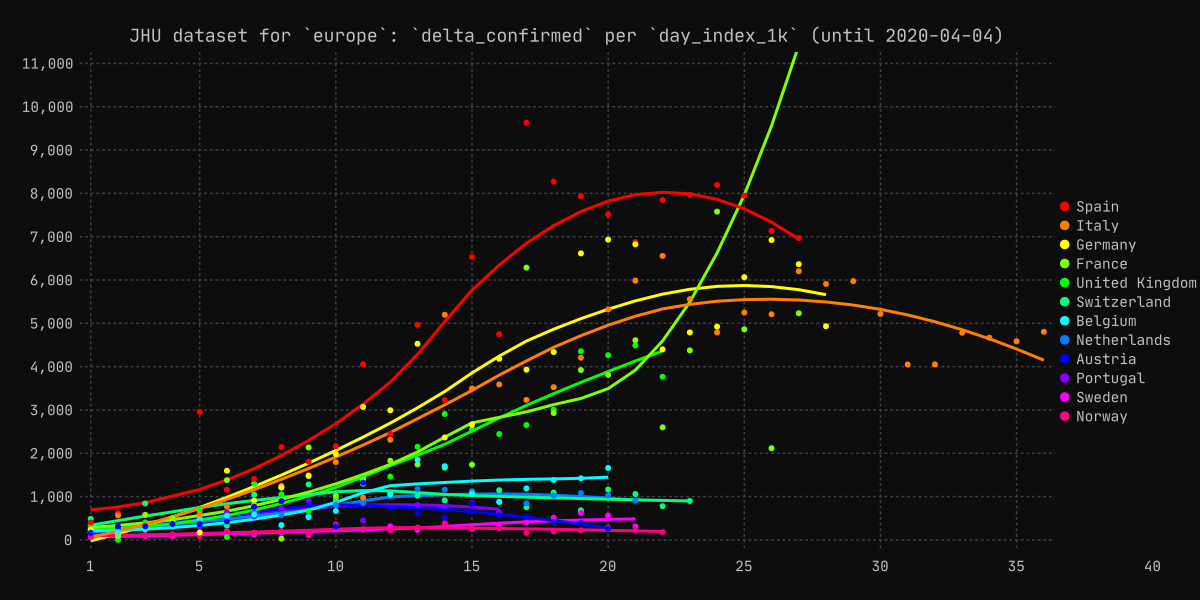 JHU dataset for `europe`: `delta_confirmed` per `day_index_1k` (until 2020-04-04)
11,000
10,000
9,000
8,000
7,000
6,000
5,000
4,000
3,000
2,000
1,000
0
1 5 10 15 20 25 30 35 40
Spain
Italy
Germany
France
United Kingdom
Switzerland
Belgium
Netherlands
Austria
Portugal
Sweden
Norway